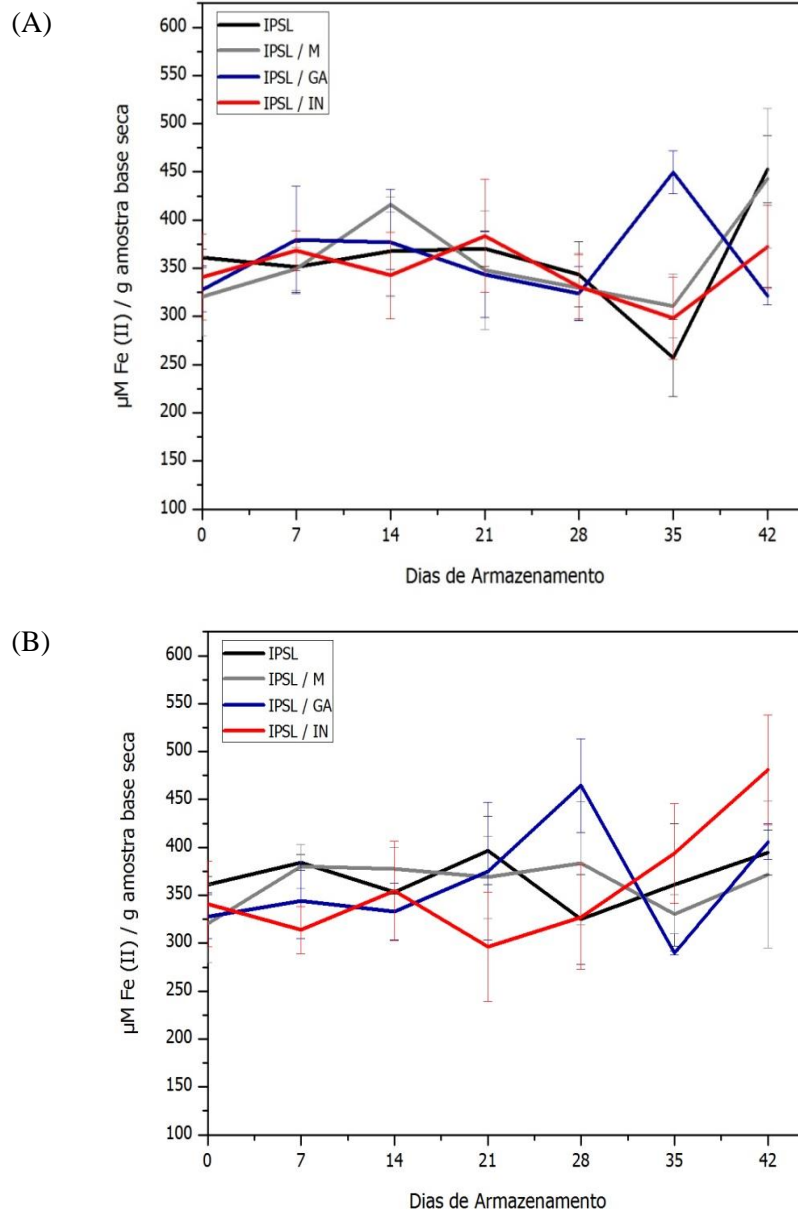 (A)
IPSL
IPSL / M
IPSL / GA
IPSL / IN
600
550
500
450
400
350
300
250
200
150
100
µM Fe (II) / g amostra base seca
0 7 14 21 28 35 42
Dias de Armazenamento
(B)
IPSL
IPSL / M
IPSL / GA
IPSL / IN
600
550
500
450
400
350
300
250
200
150
100
µM Fe (II) / g amostra base seca
0 7 14 21 28 35 42
Dias de Armazenamento